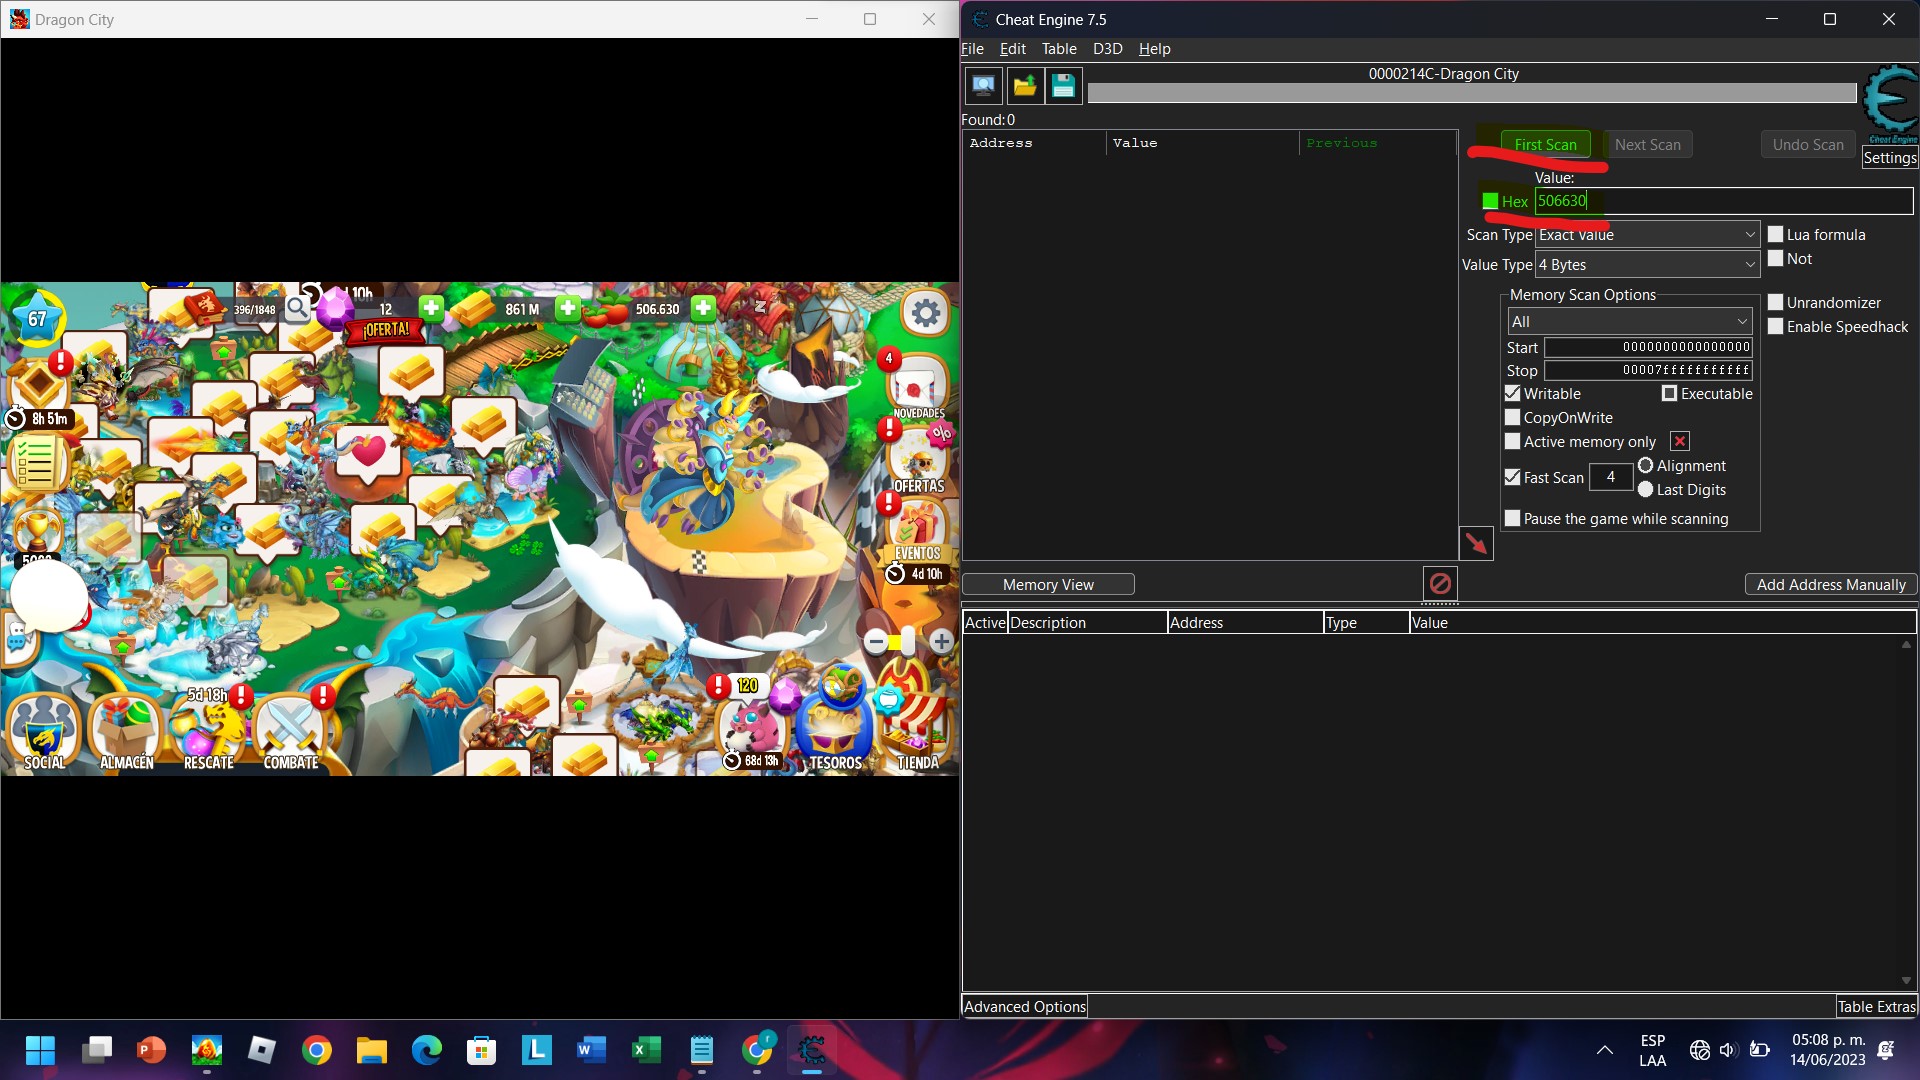 Dragon City
67
396/1848
10h
12
861 M
506.630
¡OFERTA!
4
NOVEDADES
8h 51m
%
OFERTAS
EVENTOS
4d 10h
5d 18h
120
68d 13h
SOCIAL
ALMACÉN
RESCATE
COMBATE
TESOROS
TIENDA
Cheat Engine 7.5
File Edit Table D3D Help
0000214C-Dragon City
Cheat Engine
Settings
Found:0
Address Value Previous
First Scan Next Scan Undo Scan
Value:
Hex 506630
Scan Type Exact Value
Lua formula
Not
Value Type 4 Bytes
Memory Scan Options
All
Start 0000000000000000
Stop 00007fffffffffff
Unrandomizer
Enable Speedhack
Writable Executable
CopyOnWrite
Active memory only
Fast Scan 4 Alignment
Last Digits
Pause the game while scanning
Memory View
Add Address Manually
Active Description Address Type Value
Advanced Options
Table Extras
ESP
LAA
05:08 p. m.
14/06/2023